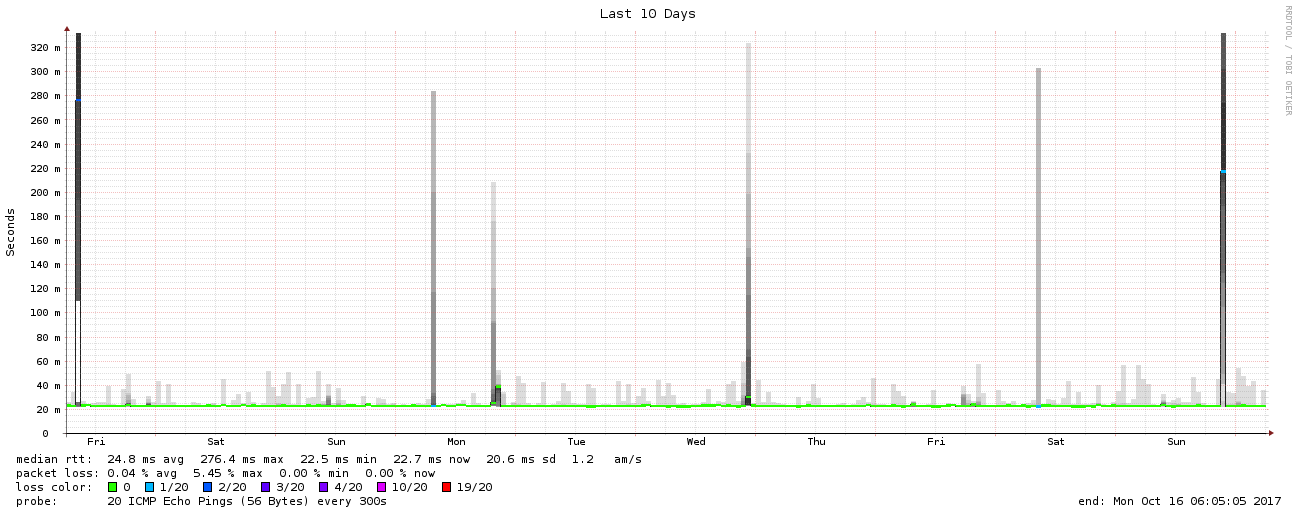 Last 10 Days
RRDTOOL / TOBI OETIKER
Seconds
320 m
300 m
280 m
260 m
240 m
220 m
200 m
180 m
160 m
140 m
120 m
100 m
80 m
60 m
40 m
20 m
0
Fri Sat Sun Mon Tue Wed Thu Fri Sat Sun
median rtt: 24.8 ms avg 276.4 ms max 22.5 ms min 22.7 ms now 20.6 ms sd 1.2 am/s
packet loss: 0.04 % avg 5.45 % max 0.00 % min 0.00 % now
loss color: 0 1/20 2/20 3/20 4/20 10/20 19/20
probe: 20 ICMP Echo Pings (56 Bytes) every 300s end: Mon Oct 16 06:05:05 2017